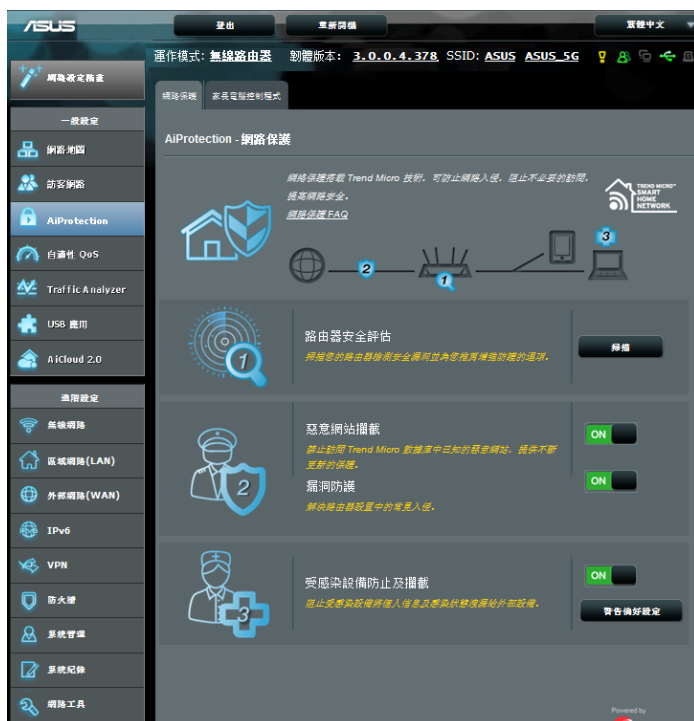 ASUS
登出
重新開機
繁體中文
運作模式: 無線路由器 韌體版本: 3.0.0.4.378 SSID: ASUS ASUS_5G
網路設定精靈
網路保護
家長電腦控制程式
一般設定
網路地圖
訪客網路
AiProtection
自適性 QoS
Traffic Analyzer
USB 應用
AiCloud 2.0
進階設定
無線網路
區域網路(LAN)
外部網路(WAN)
IPv6
VPN
防火牆
系統管理
系統紀錄
網路工具
AiProtection - 網路保護
網絡保護搭載 Trend Micro 技術，可防止網路入侵，阻止不必要的訪問，
提高網路安全。
網路保護 FAQ
TREND MICRO™
SMART
HOME
NETWORK
2
1
3
1
路由器安全評估
掃描您的路由器檢測安全漏洞並為您推薦增強防護的選項。
掃描
2
惡意網站攔截
禁止訪問 Trend Micro 數據庫中已知的惡意網站，提供不斷
更新的保護。
ON
漏洞防護
解決路由器設置中的常見入侵。
ON
3
受感染設備防止及攔截
阻止受感染設備將個人信息及感染狀態洩漏給外部設備。
ON
警告偏好設定
Powered by